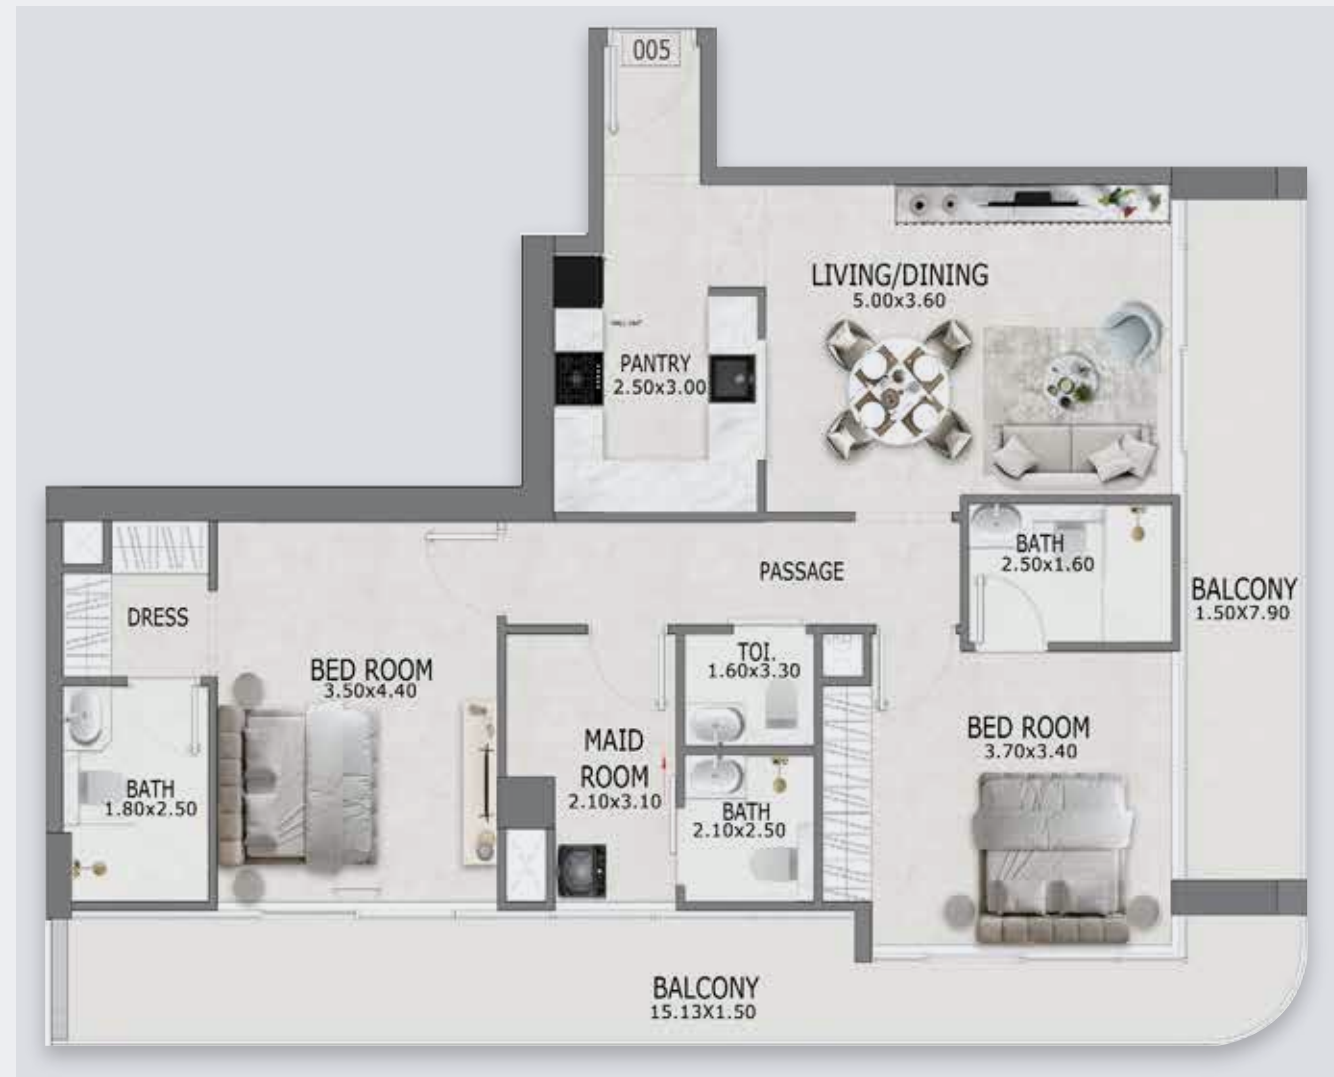 005
LIVING/DINING
5.00x3.60
PANTRY
2.50x3.00
BATH
2.50x1.60
PASSAGE
BALCONY
1.50X7.90
DRESS
BED ROOM
3.50x4.40
TOI.
1.60x3.30
BED ROOM
3.70x3.40
MAID
ROOM
2.10x3.10
BATH
1.80x2.50
BATH
2.10x2.50
BALCONY
15.13X1.50